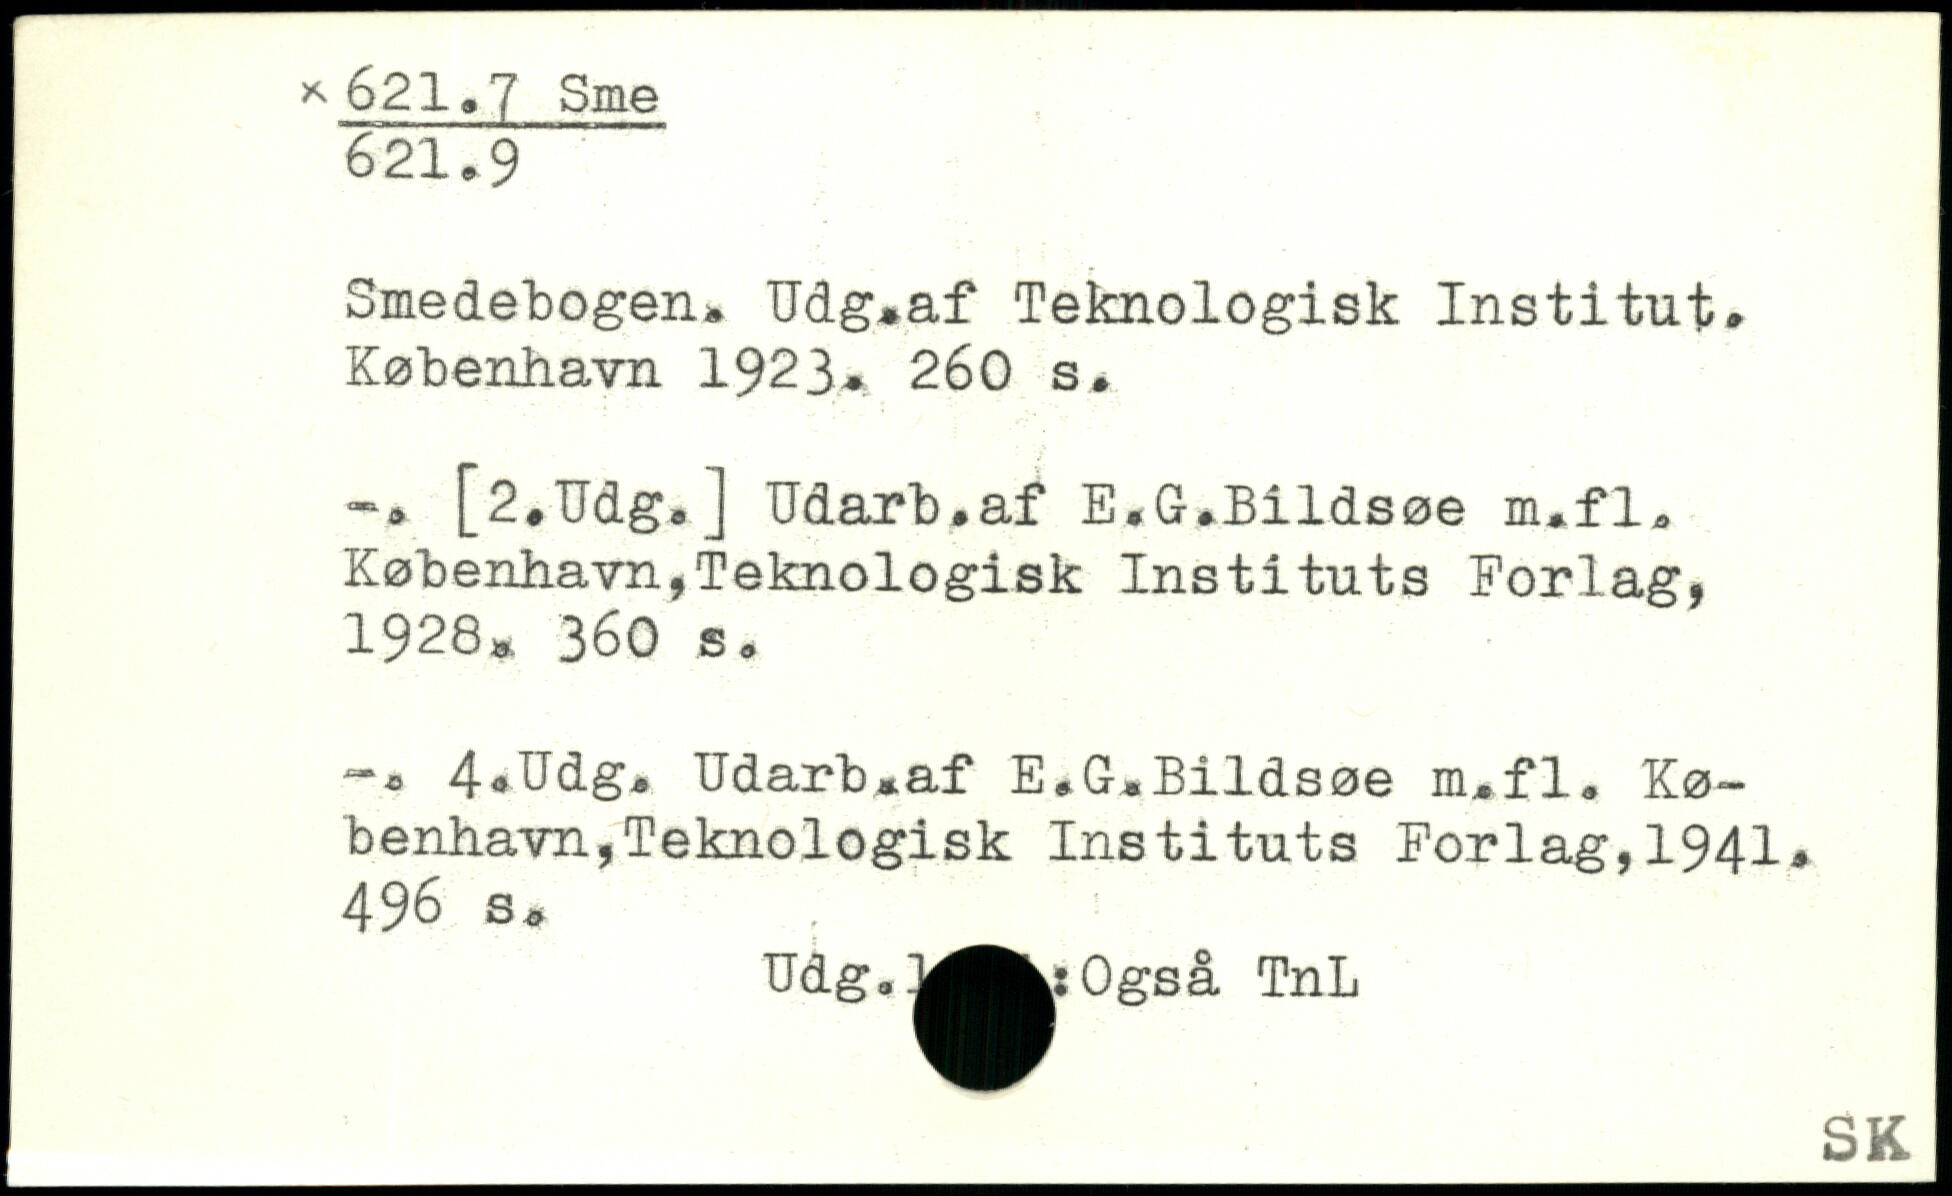 × 621.7 Sme
621.9
Smedebogen. Udg.af Teknologisk Institut.
København 1923. 260 s.
-. [2.Udg.] Udarb.af E.G.Bildsøe m.fl.
København,Teknologisk Instituts Forlag,
1928. 360 s.
-. 4.Udg. Udarb.af E.G.Bildsøe m.fl. Kø-
benhavn,Teknologisk Instituts Forlag,1941.
496 s.
Udg. :Også TnL
SK